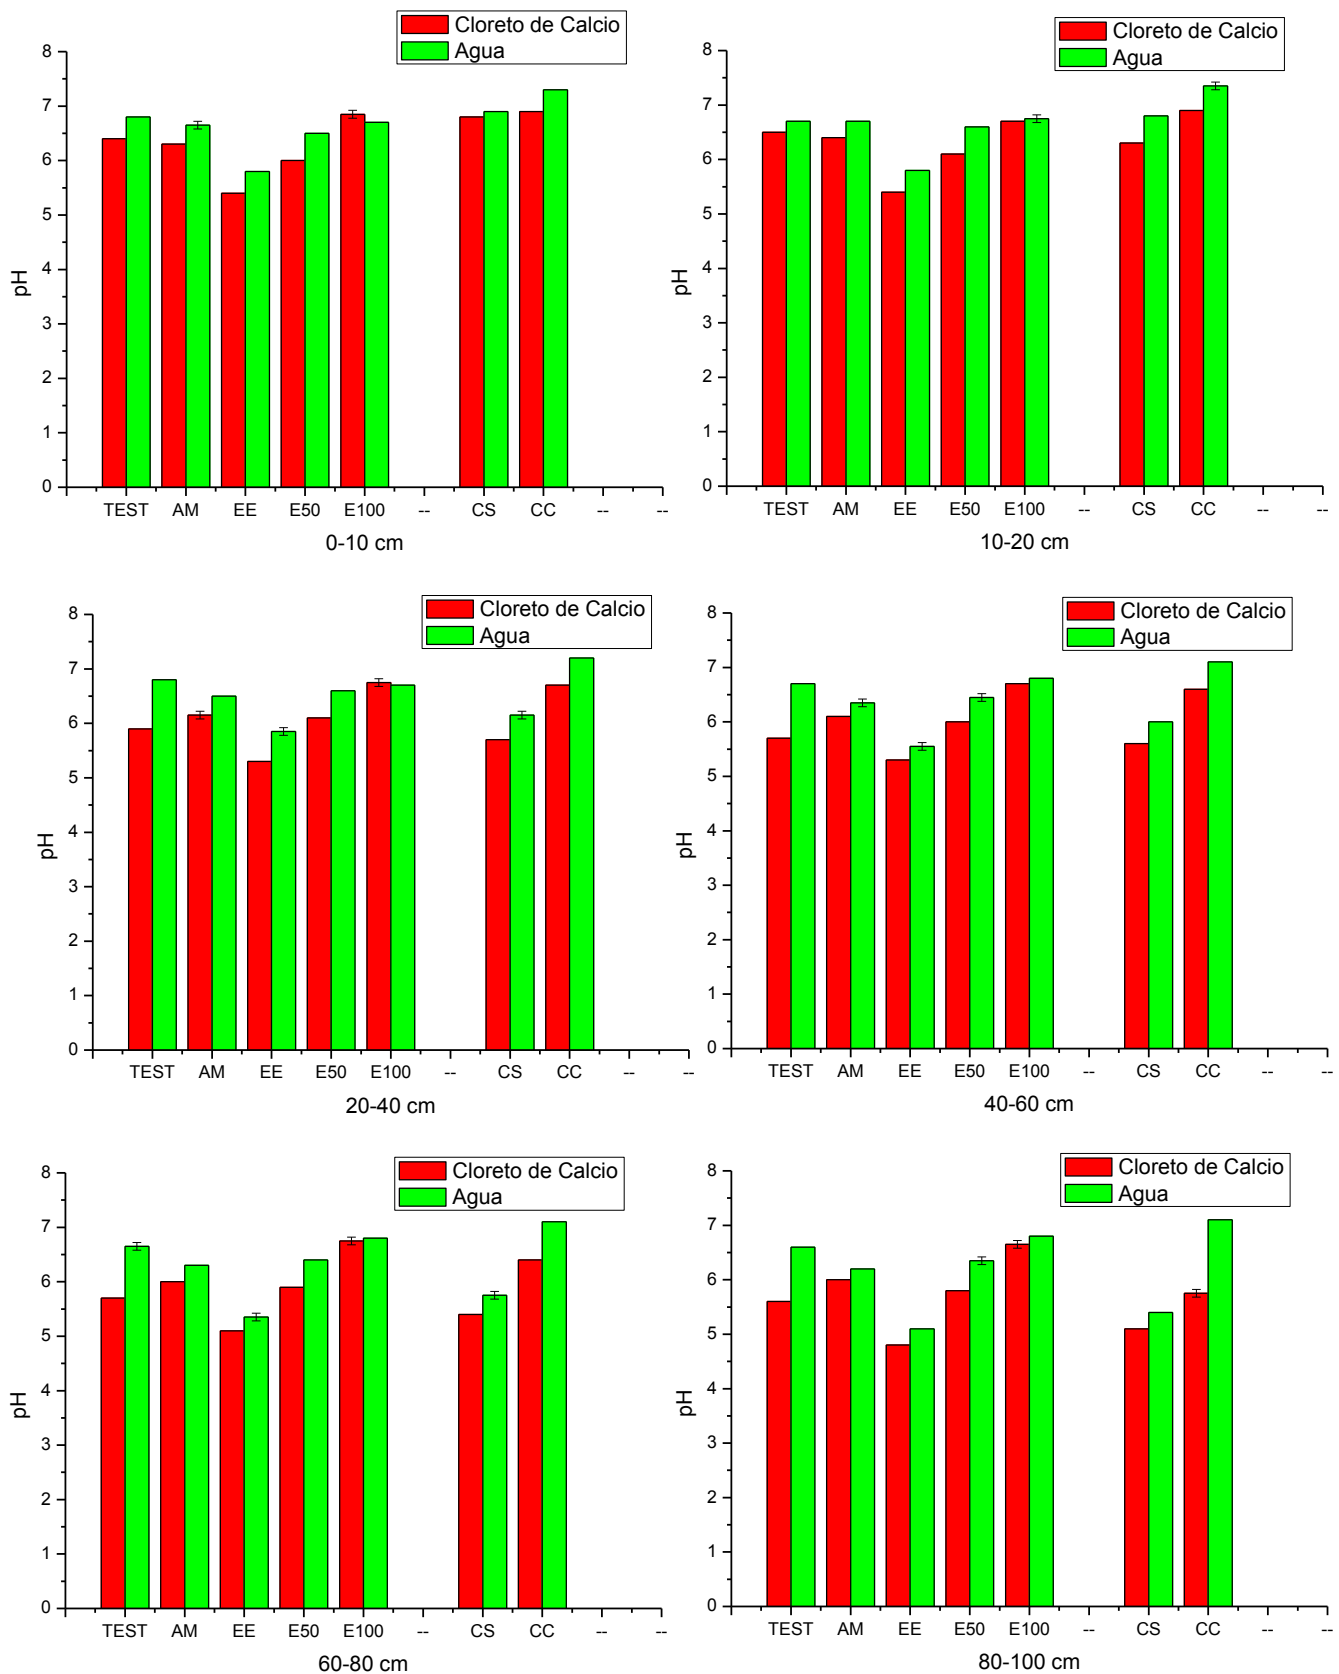 Cloreto de Calcio
Agua
8
7
6
5
4
3
2
1
0
pH
TEST AM EE E50 E100 -- CS CC -- --
0-10 cm
Cloreto de Calcio
Agua
8
7
6
5
4
3
2
1
0
pH
TEST AM EE E50 E100 -- CS CC -- --
10-20 cm
Cloreto de Calcio
Agua
8
7
6
5
4
3
2
1
0
pH
TEST AM EE E50 E100 -- CS CC -- --
20-40 cm
Cloreto de Calcio
Agua
8
7
6
5
4
3
2
1
0
pH
TEST AM EE E50 E100 -- CS CC -- --
40-60 cm
Cloreto de Calcio
Agua
8
7
6
5
4
3
2
1
0
pH
TEST AM EE E50 E100 -- CS CC -- --
60-80 cm
Cloreto de Calcio
Agua
8
7
6
5
4
3
2
1
0
pH
TEST AM EE E50 E100 -- CS CC -- --
80-100 cm